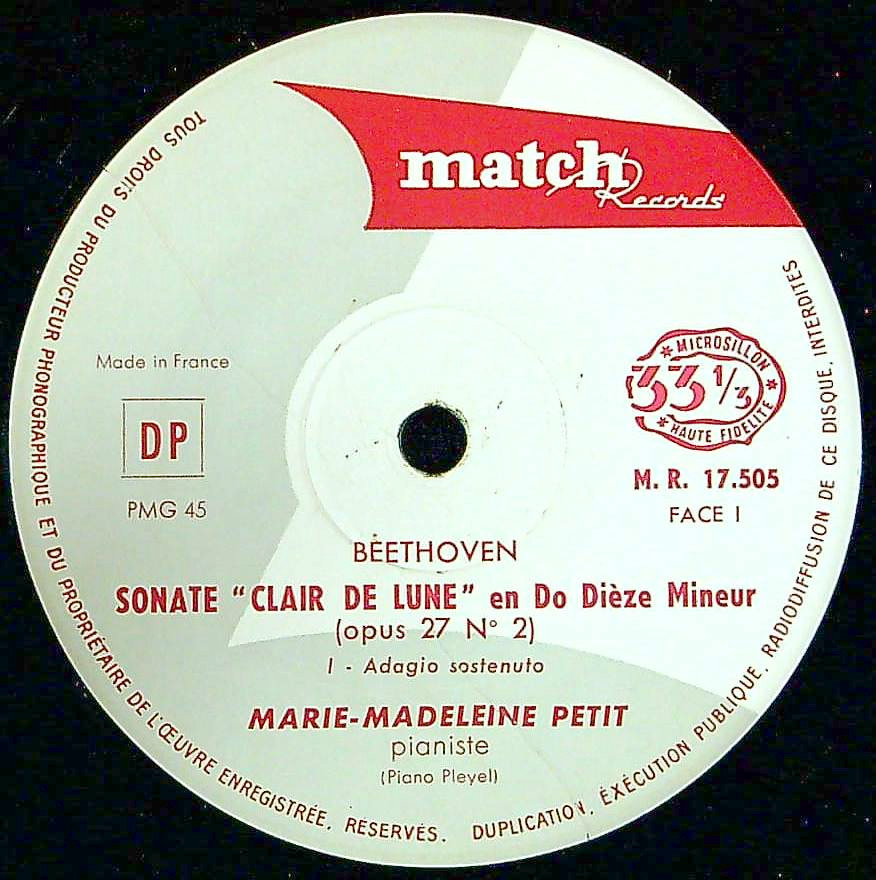 match
Records
Made in France
DP
PMG 45
* MICROSILLON *
33 1/3
* HAUTE FIDELITE *
M. R. 17.505
FACE I
BEETHOVEN
SONATE "CLAIR DE LUNE" en Do Dièze Mineur
(opus 27 N° 2)
I - Adagio sostenuto
MARIE-MADELEINE PETIT
pianiste
(Piano Pleyel)
TOUS DROITS DU PRODUCTEUR PHONOGRAPHIQUE ET DU PROPRIÉTAIRE DE L'ŒUVRE ENREGISTRÉE, RÉSERVÉS. DUPLICATION, ÉXÉCUTION PUBLIQUE, RADIODIFFUSION DE CE DISQUE, INTERDITES